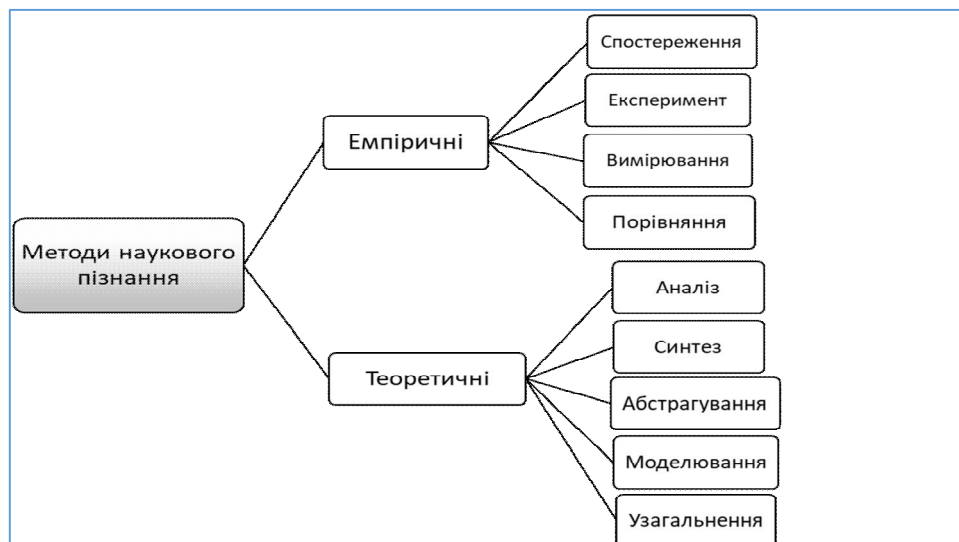 Методи наукового
пізнання
Емпіричні
Спостереження
Експеримент
Вимірювання
Порівняння
Теоретичні
Аналіз
Синтез
Абстрагування
Моделювання
Узагальнення